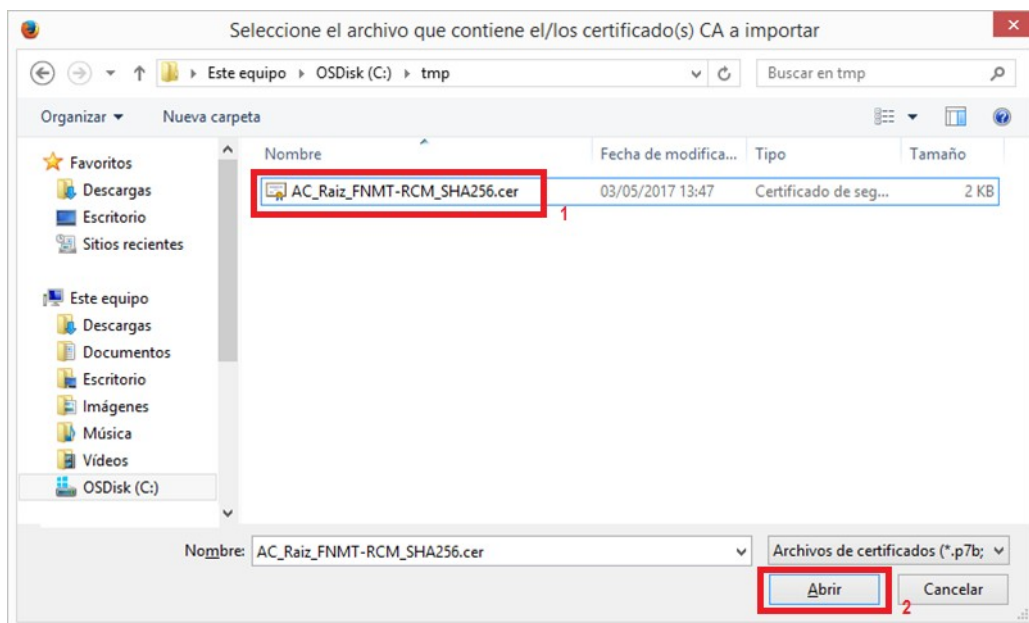 Seleccione el archivo que contiene el/los certificado(s) CA a importar
Este equipo OSDisk (C:) tmp Buscar en tmp
Organizar Nueva carpeta
Nombre Fecha de modifica... Tipo Tamaño
AC_Raiz_FNMT-RCM_SHA256.cer 03/05/2017 13:47 Certificado de seg... 2 KB
1
Favoritos
Descargas
Escritorio
Sitios recientes
Este equipo
Descargas
Documentos
Escritorio
Imágenes
Música
Vídeos
OSDisk (C:)
Nombre: AC_Raiz_FNMT-RCM_SHA256.cer Archivos de certificados (*.p7b;
Abrir Cancelar
2